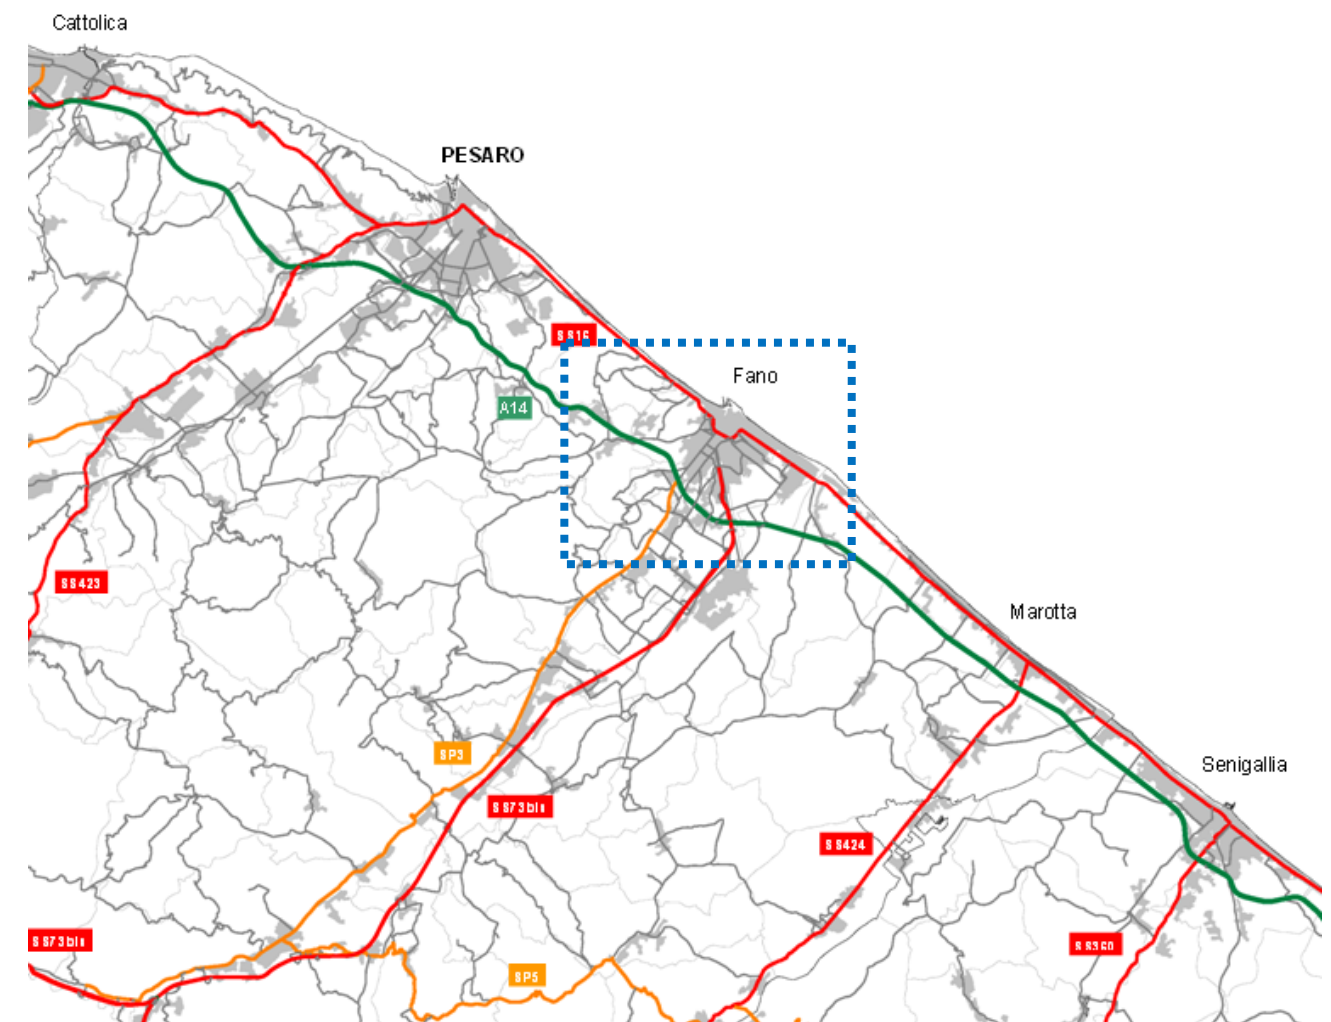 Cattolica
PESARO
SS16
Fano
A14
SS423
Marotta
SP3
Senigallia
SS73bis
SS424
SS73bis
SS360
SP5